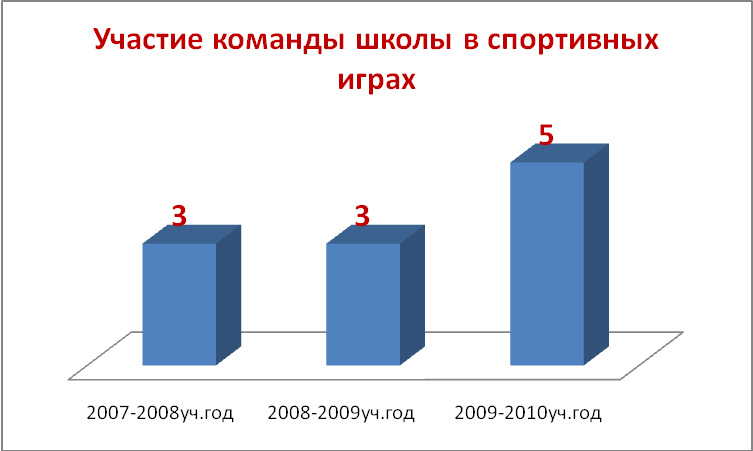 Участие команды школы в спортивных
играх
5
3 3
2007-2008уч.год 2008-2009уч.год 2009-2010уч.год